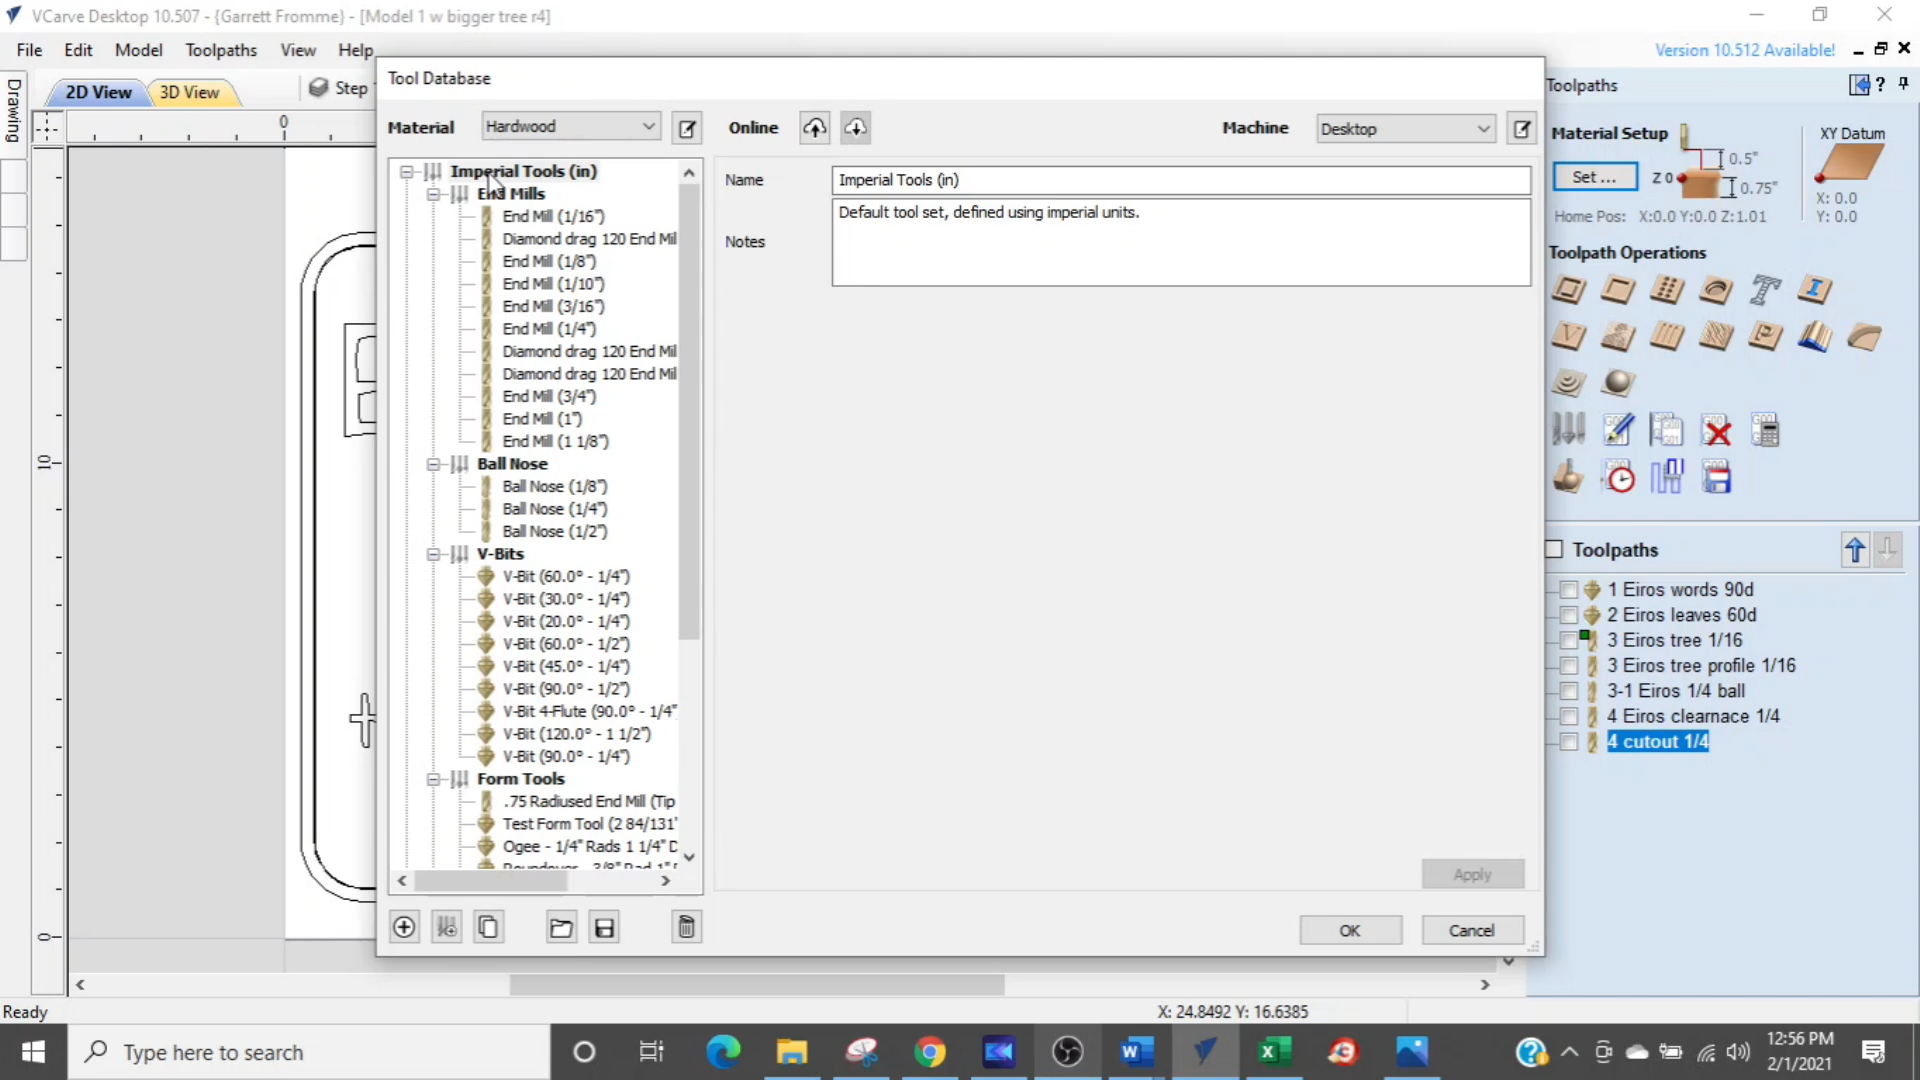 VCarve Desktop 10.507 - {Garrett Fromme} - [Model 1 w bigger tree r4]
File Edit Model Toolpaths View Help
Version 10.512 Available!
Drawing
2D View
3D View
Step
0
10
0
Tool Database
Material
Hardwood
Online
Machine
Desktop
Imperial Tools (in)
End Mills
End Mill (1/16")
Diamond drag 120 End Mil
End Mill (1/8")
End Mill (1/10")
End Mill (3/16")
End Mill (1/4")
Diamond drag 120 End Mil
Diamond drag 120 End Mil
End Mill (3/4")
End Mill (1")
End Mill (1 1/8")
Ball Nose
Ball Nose (1/8")
Ball Nose (1/4")
Ball Nose (1/2")
V-Bits
V-Bit (60.0° - 1/4")
V-Bit (30.0° - 1/4")
V-Bit (20.0° - 1/4")
V-Bit (60.0° - 1/2")
V-Bit (45.0° - 1/4")
V-Bit (90.0° - 1/2")
V-Bit 4-Flute (90.0° - 1/4"
V-Bit (120.0° - 1 1/2")
V-Bit (90.0° - 1/4")
Form Tools
.75 Radiused End Mill (Tip
Test Form Tool (2 84/131"
Ogee - 1/4" Rads 1 1/4" D
Name
Imperial Tools (in)
Notes
Default tool set, defined using imperial units.
Apply
OK
Cancel
Toolpaths
Material Setup
Set ...
Z 0
0.5"
0.75"
XY Datum
X: 0.0
Y: 0.0
Home Pos: X:0.0 Y:0.0 Z:1.01
Toolpath Operations
Toolpaths
1 Eiros words 90d
2 Eiros leaves 60d
3 Eiros tree 1/16
3 Eiros tree profile 1/16
3-1 Eiros 1/4 ball
4 Eiros clearnace 1/4
4 cutout 1/4
Ready
X: 24.8492 Y: 16.6385
Type here to search
12:56 PM
2/1/2021